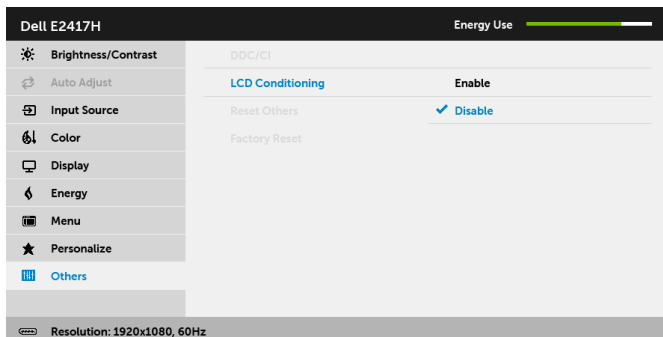 Dell E2417H
Energy Use
Brightness/Contrast
DDC/CI
Auto Adjust
LCD Conditioning
Enable
Input Source
Reset Others
Disable
Color
Factory Reset
Display
Energy
Menu
Personalize
Others
Resolution: 1920x1080, 60Hz